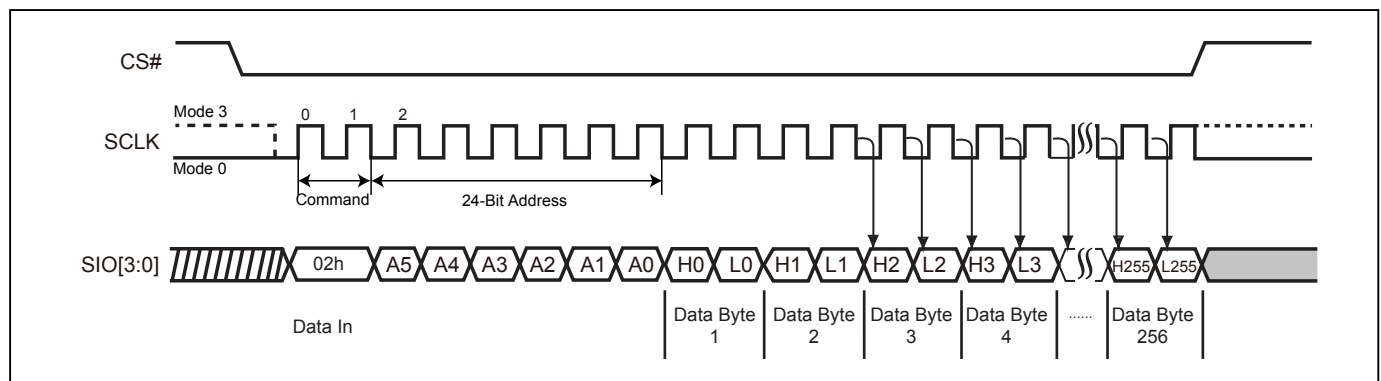 CS#
Mode 3
0 1 2
SCLK
Mode 0
Command
24-Bit Address
SIO[3:0]
02h A5 A4 A3 A2 A1 A0 H0 L0 H1 L1 H2 L2 H3 L3 H255 L255
Data In
Data Byte 1
Data Byte 2
Data Byte 3
Data Byte 4
......
Data Byte 256